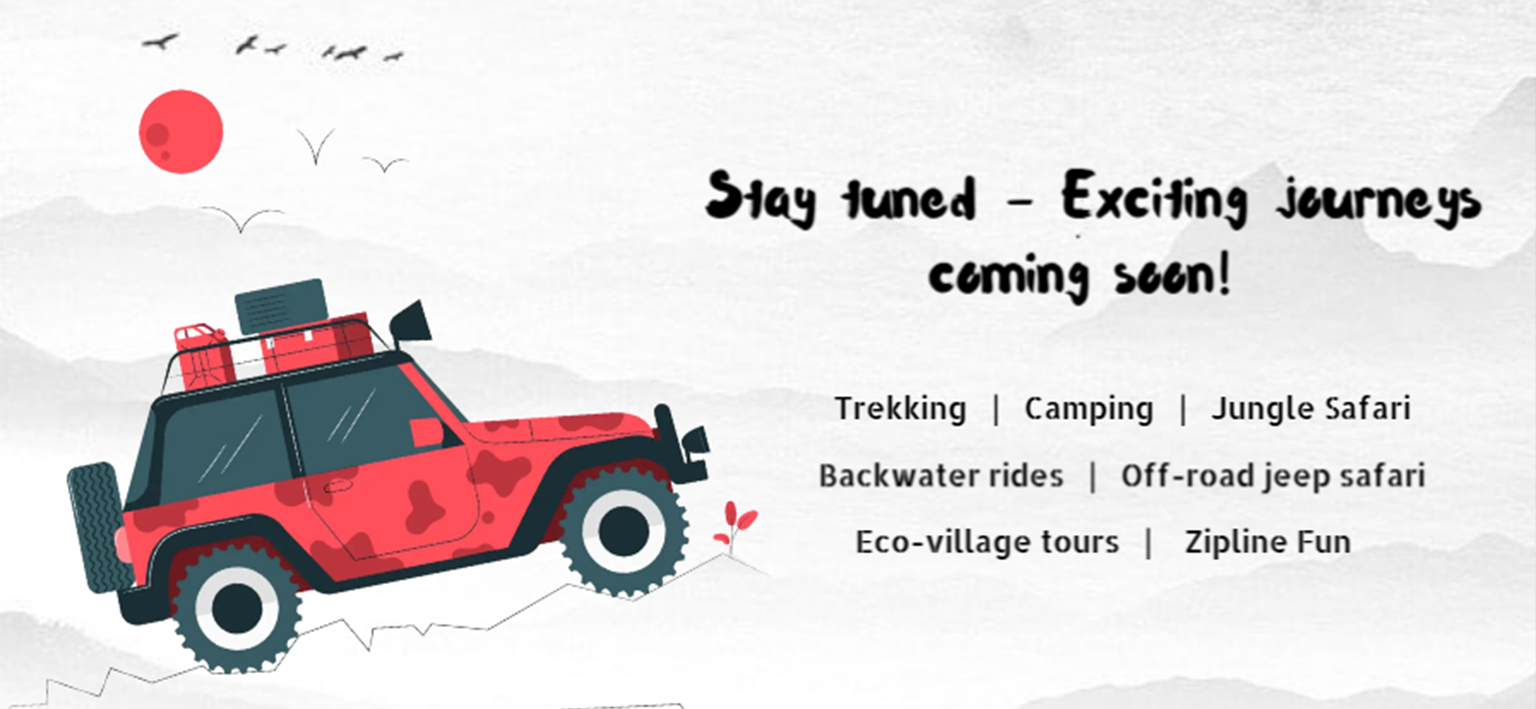 Stay tuned - Exciting journeys
coming soon!
Trekking | Camping | Jungle Safari
Backwater rides | Off-road jeep safari
Eco-village tours | Zipline Fun